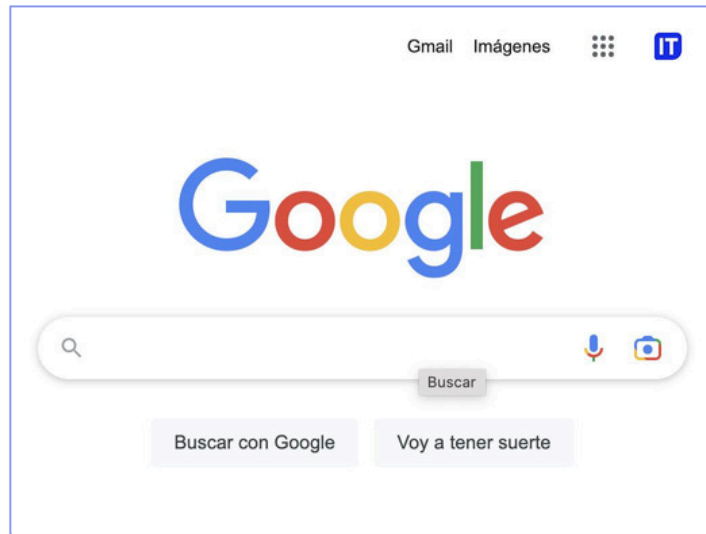 Gmail Imágenes
IT
Google
Buscar
Buscar con Google Voy a tener suerte